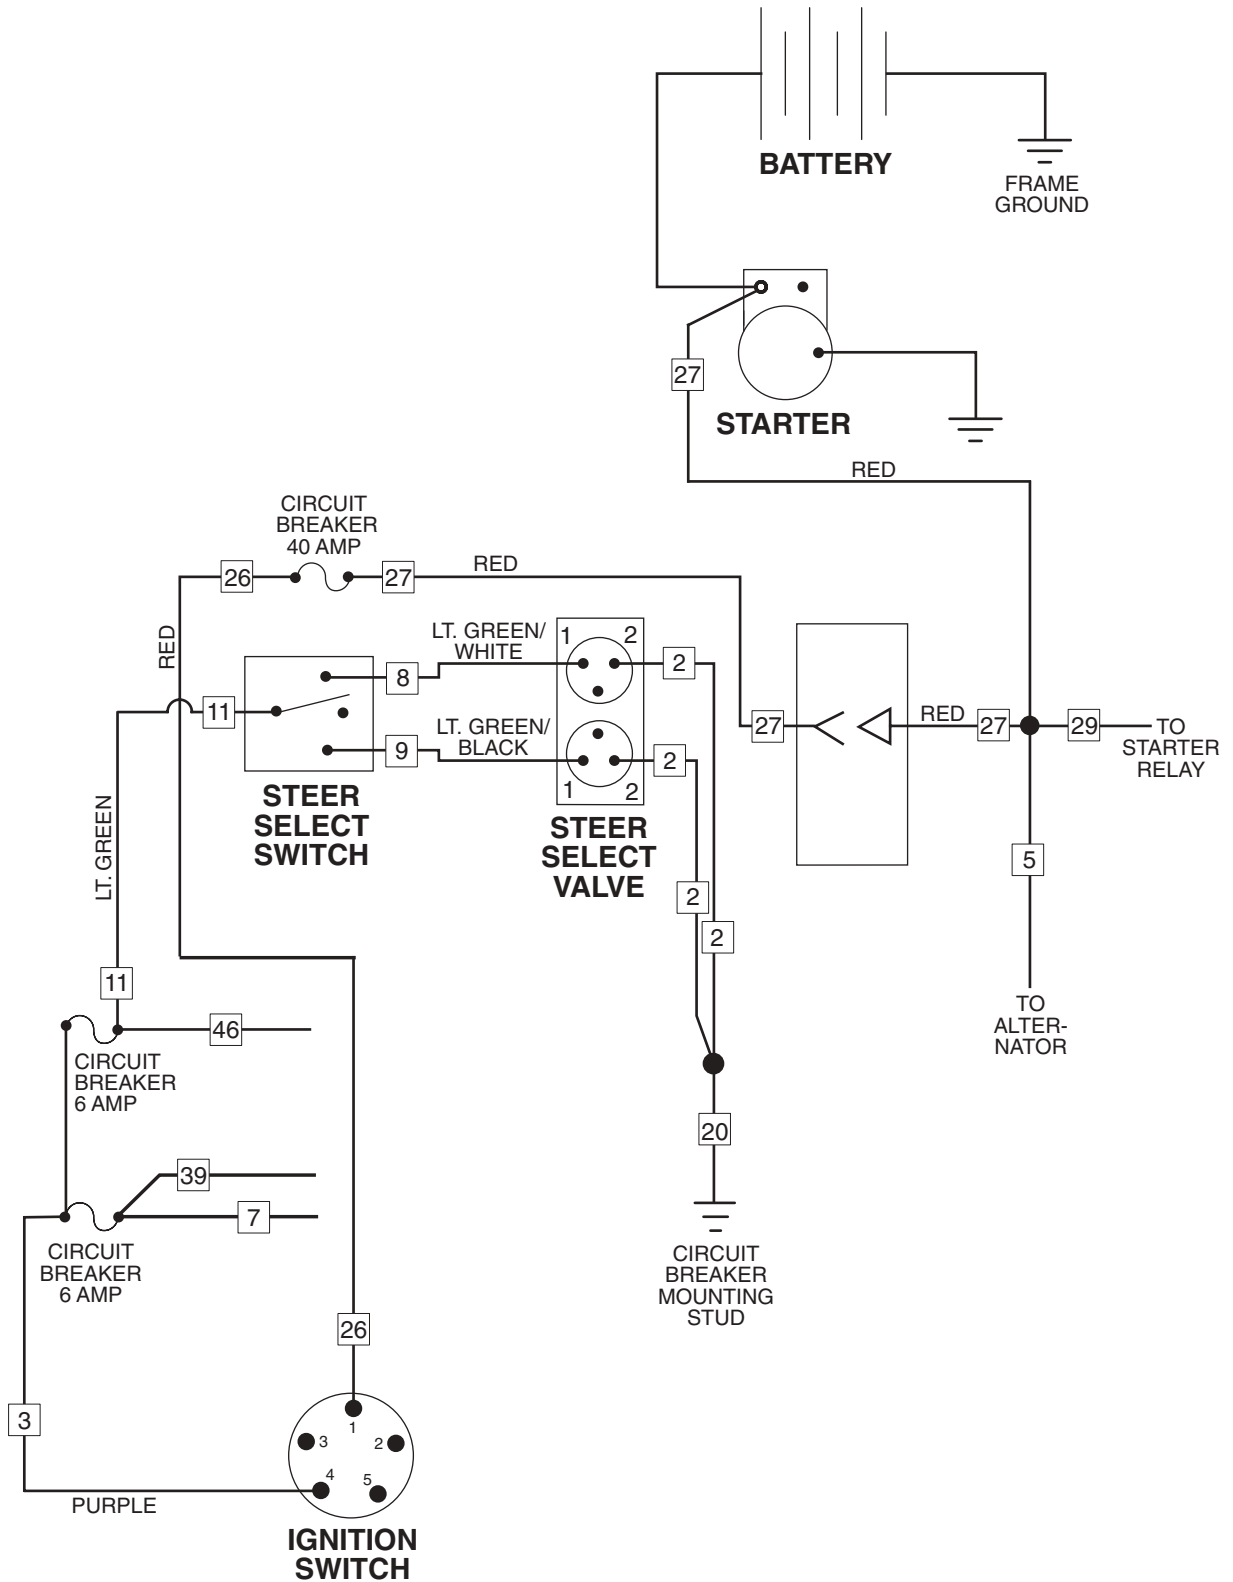 BATTERY
FRAME
GROUND
27
STARTER
RED
CIRCUIT
BREAKER
40 AMP
26
27
RED
RED
LT. GREEN/
WHITE
1
2
8
2
11
27
RED
27
29
TO
STARTER
RELAY
LT. GREEN/
BLACK
9
2
1
2
STEER
SELECT
SWITCH
STEER
SELECT
VALVE
LT. GREEN
5
2
2
11
46
TO
ALTER-
NATOR
CIRCUIT
BREAKER
6 AMP
20
39
7
CIRCUIT
BREAKER
6 AMP
CIRCUIT
BREAKER
MOUNTING
STUD
26
3
1
3
2
4
5
PURPLE
IGNITION
SWITCH